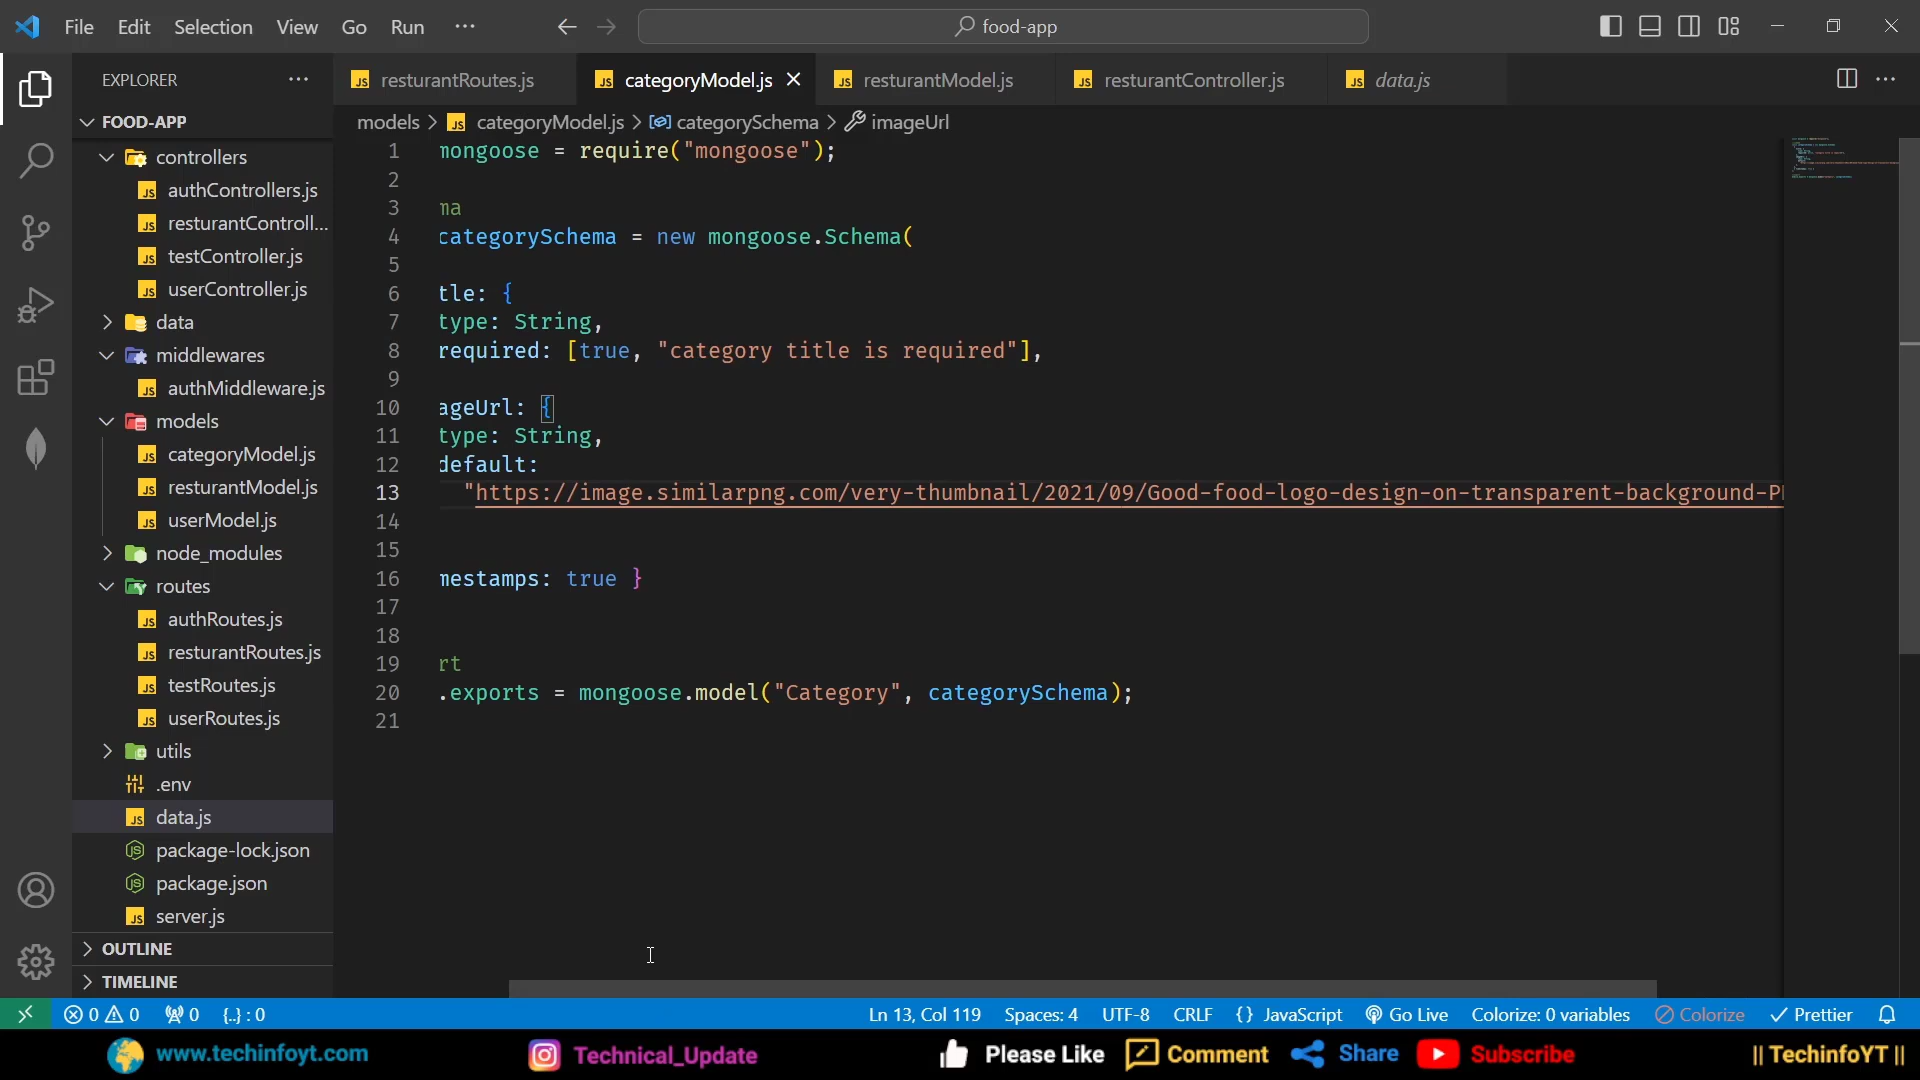 File Edit Selection View Go Run ··· food-app
EXPLORER ···
resturantRoutes.js categoryModel.js resturantModel.js resturantController.js data.js ···
FOOD-APP
controllers
authControllers.js
resturantControll...
testController.js
userController.js
data
middlewares
authMiddleware.js
models
categoryModel.js
resturantModel.js
userModel.js
node_modules
routes
authRoutes.js
resturantRoutes.js
testRoutes.js
userRoutes.js
utils
.env
data.js
package-lock.json
package.json
server.js
OUTLINE
TIMELINE
models > categoryModel.js > categorySchema > imageUrl
1 mongoose = require("mongoose");
2
3 ma
4 categorySchema = new mongoose.Schema(
5
6 tle: {
7 type: String,
8 required: [true, "category title is required"],
9
10 ageUrl: {
11 type: String,
12 default:
13 "https://image.similarpng.com/very-thumbnail/2021/09/Good-food-logo-design-on-transparent-background-P
14
15
16 mestamps: true }
17
18
19 rt
20 .exports = mongoose.model("Category", categorySchema);
21
0 0 0 {..} : 0 Ln 13, Col 119 Spaces: 4 UTF-8 CRLF {} JavaScript Go Live Colorize: 0 variables Colorize Prettier
www.techinfoyt.com Technical_Update Please Like Comment Share Subscribe || TechinfoYT ||